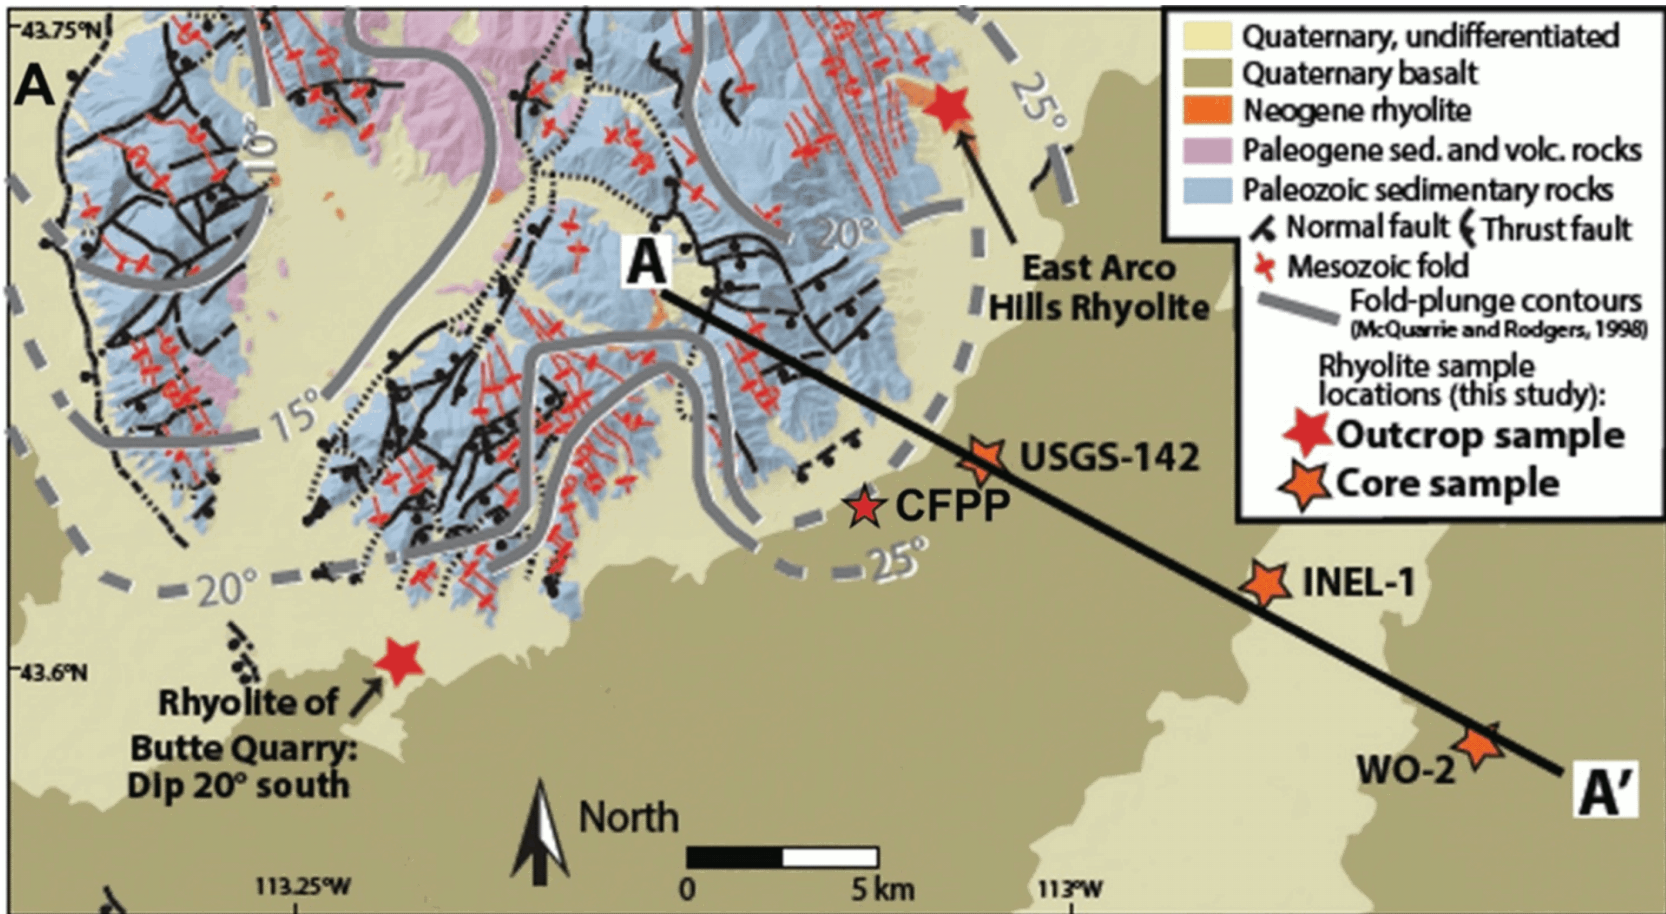 43.75°N
A
10°
25°
Quaternary, undifferentiated
Quaternary basalt
Neogene rhyolite
Paleogene sed. and volc. rocks
Paleozoic sedimentary rocks
Normal fault
Thrust fault
Mesozoic fold
Fold-plunge contours
(McQuarrie and Rodgers, 1998)
Rhyolite sample
locations (this study):
Outcrop sample
Core sample
20°
A
East Arco
Hills Rhyolite
15°
USGS-142
CFPP
25°
20°
INEL-1
43.6°N
Rhyolite of
Butte Quarry:
Dip 20° south
WO-2
A′
North
0
5 km
113.25°W
113°W